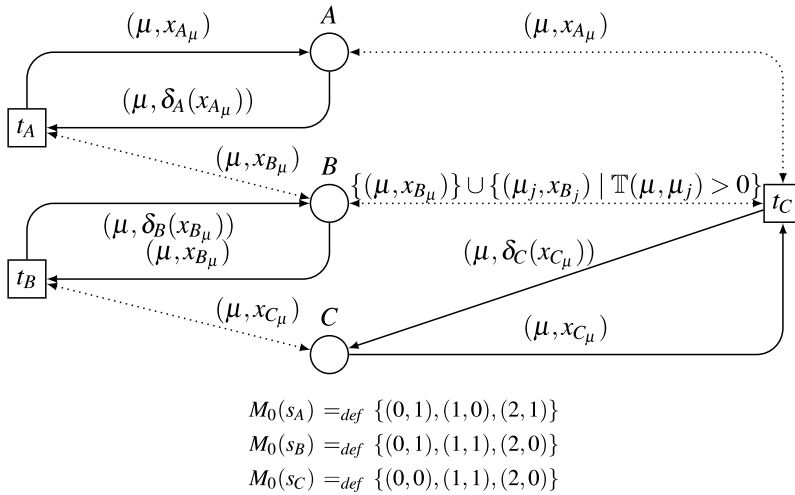 A
(μ, x_{A_μ})
(μ, x_{A_μ})
(μ, δ_A(x_{A_μ}))
t_A
(μ, x_{B_μ})
B
{(μ, x_{B_μ})} ∪ {(μ_j, x_{B_j}) | 𝕋(μ, μ_j) > 0}
t_C
(μ, δ_B(x_{B_μ}))
(μ, x_{B_μ})
(μ, δ_C(x_{C_μ}))
t_B
(μ, x_{C_μ})
C
(μ, x_{C_μ})
M_0(s_A) =_{def} {(0,1),(1,0),(2,1)}
M_0(s_B) =_{def} {(0,1),(1,1),(2,0)}
M_0(s_C) =_{def} {(0,0),(1,1),(2,0)}